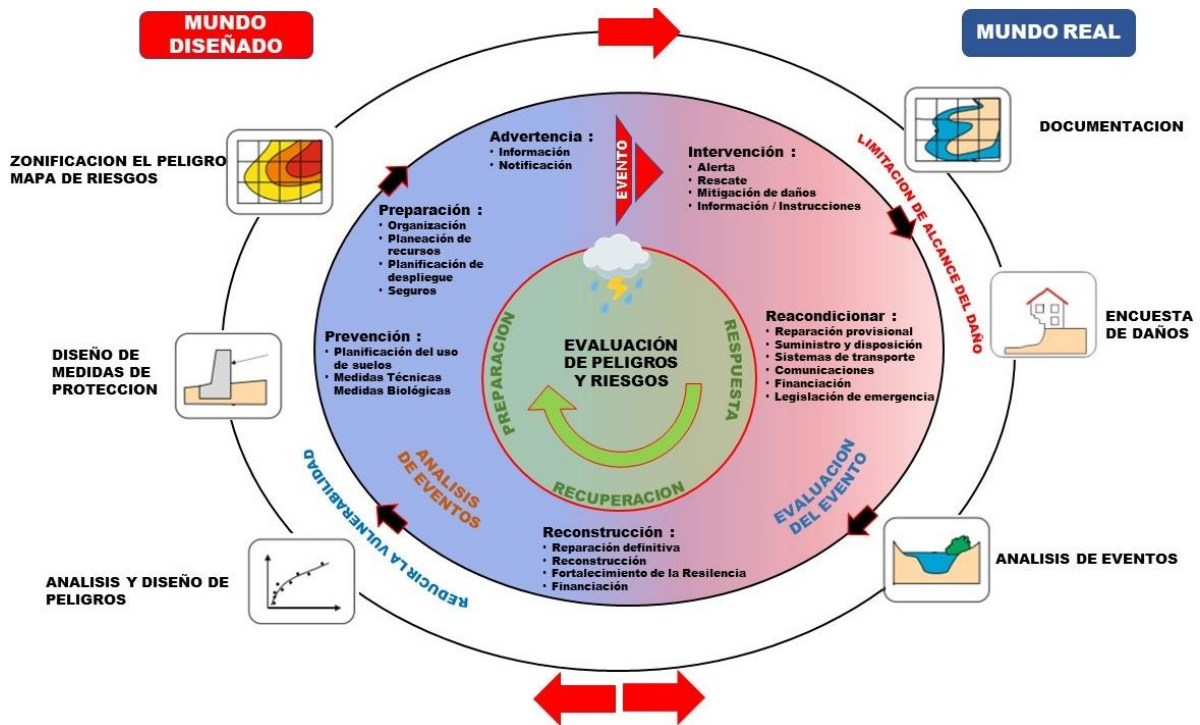 MUNDO
DISEÑADO
MUNDO REAL
ZONIFICACION EL PELIGRO
MAPA DE RIESGOS
DISEÑO DE
MEDIDAS DE
PROTECCION
ANALISIS Y DISEÑO DE
PELIGROS
DOCUMENTACION
ENCUESTA
DE DAÑOS
ANALISIS DE EVENTOS
Advertencia :
• Información
• Notificación
EVENTO
Intervención :
• Alerta
• Rescate
• Mitigación de daños
• Información / Instrucciones
LIMITACION DE ALCANCE DEL DAÑO
Preparación :
• Organización
• Planeación de
recursos
• Planificación de
despliegue
• Seguros
Prevención :
• Planificación del uso
de suelos
• Medidas Técnicas
Medidas Biológicas
Reacondicionar :
• Reparación provisional
• Suministro y disposición
• Sistemas de transporte
• Comunicaciones
• Financiación
• Legislación de emergencia
EVALUACIÓN
DE PELIGROS
Y RIESGOS
PREPARACION
RESPUESTA
RECUPERACION
ANALISIS
DE EVENTOS
REDUCIR LA VULNERABILIDAD
EVALUACION
DEL EVENTO
Reconstrucción :
• Reparación definitiva
• Reconstrucción
• Fortalecimiento de la Resilencia
• Financiación